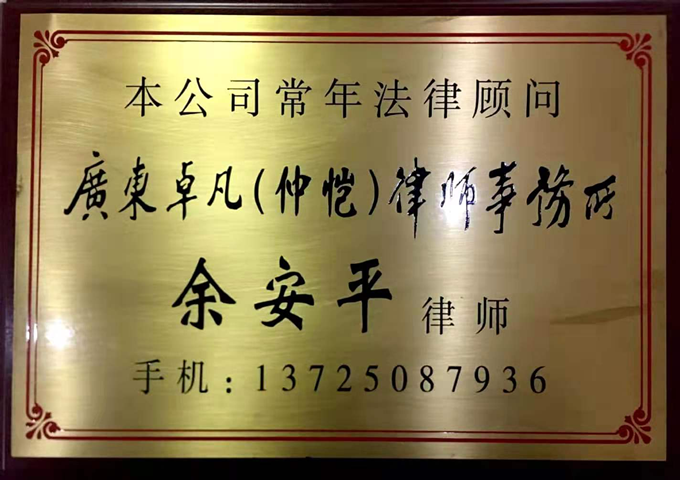 本公司常年法律顾问
廣東卓凡(仲恺)律师事務所
余安平 律师
手机:13725087936